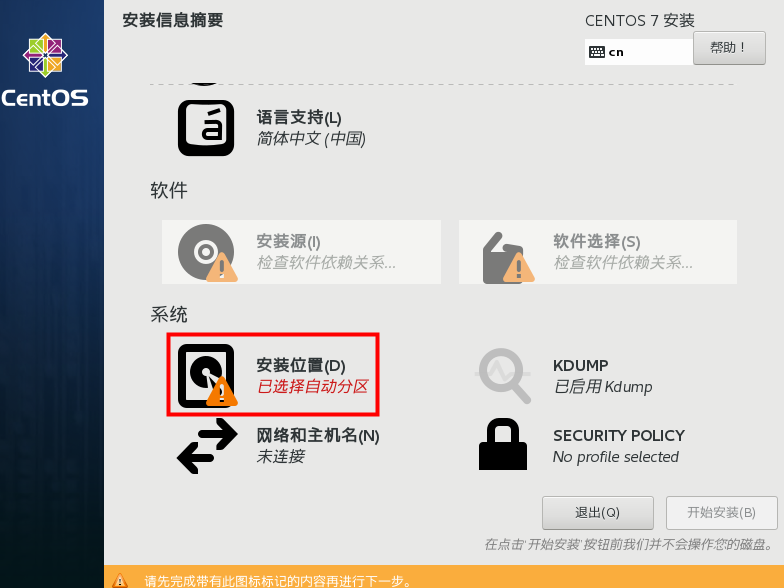 安装信息摘要
CENTOS 7 安装
cn
帮助！
CentOS
语言支持(L)
简体中文 (中国)
软件
安装源(I)
检查软件依赖关系...
软件选择(S)
检查软件依赖关系...
系统
安装位置(D)
已选择自动分区
KDUMP
已启用 Kdump
网络和主机名(N)
未连接
SECURITY POLICY
No profile selected
退出(Q)
开始安装(B)
在点击'开始安装'按钮前我们并不会操作您的磁盘。
请先完成带有此图标标记的内容再进行下一步。